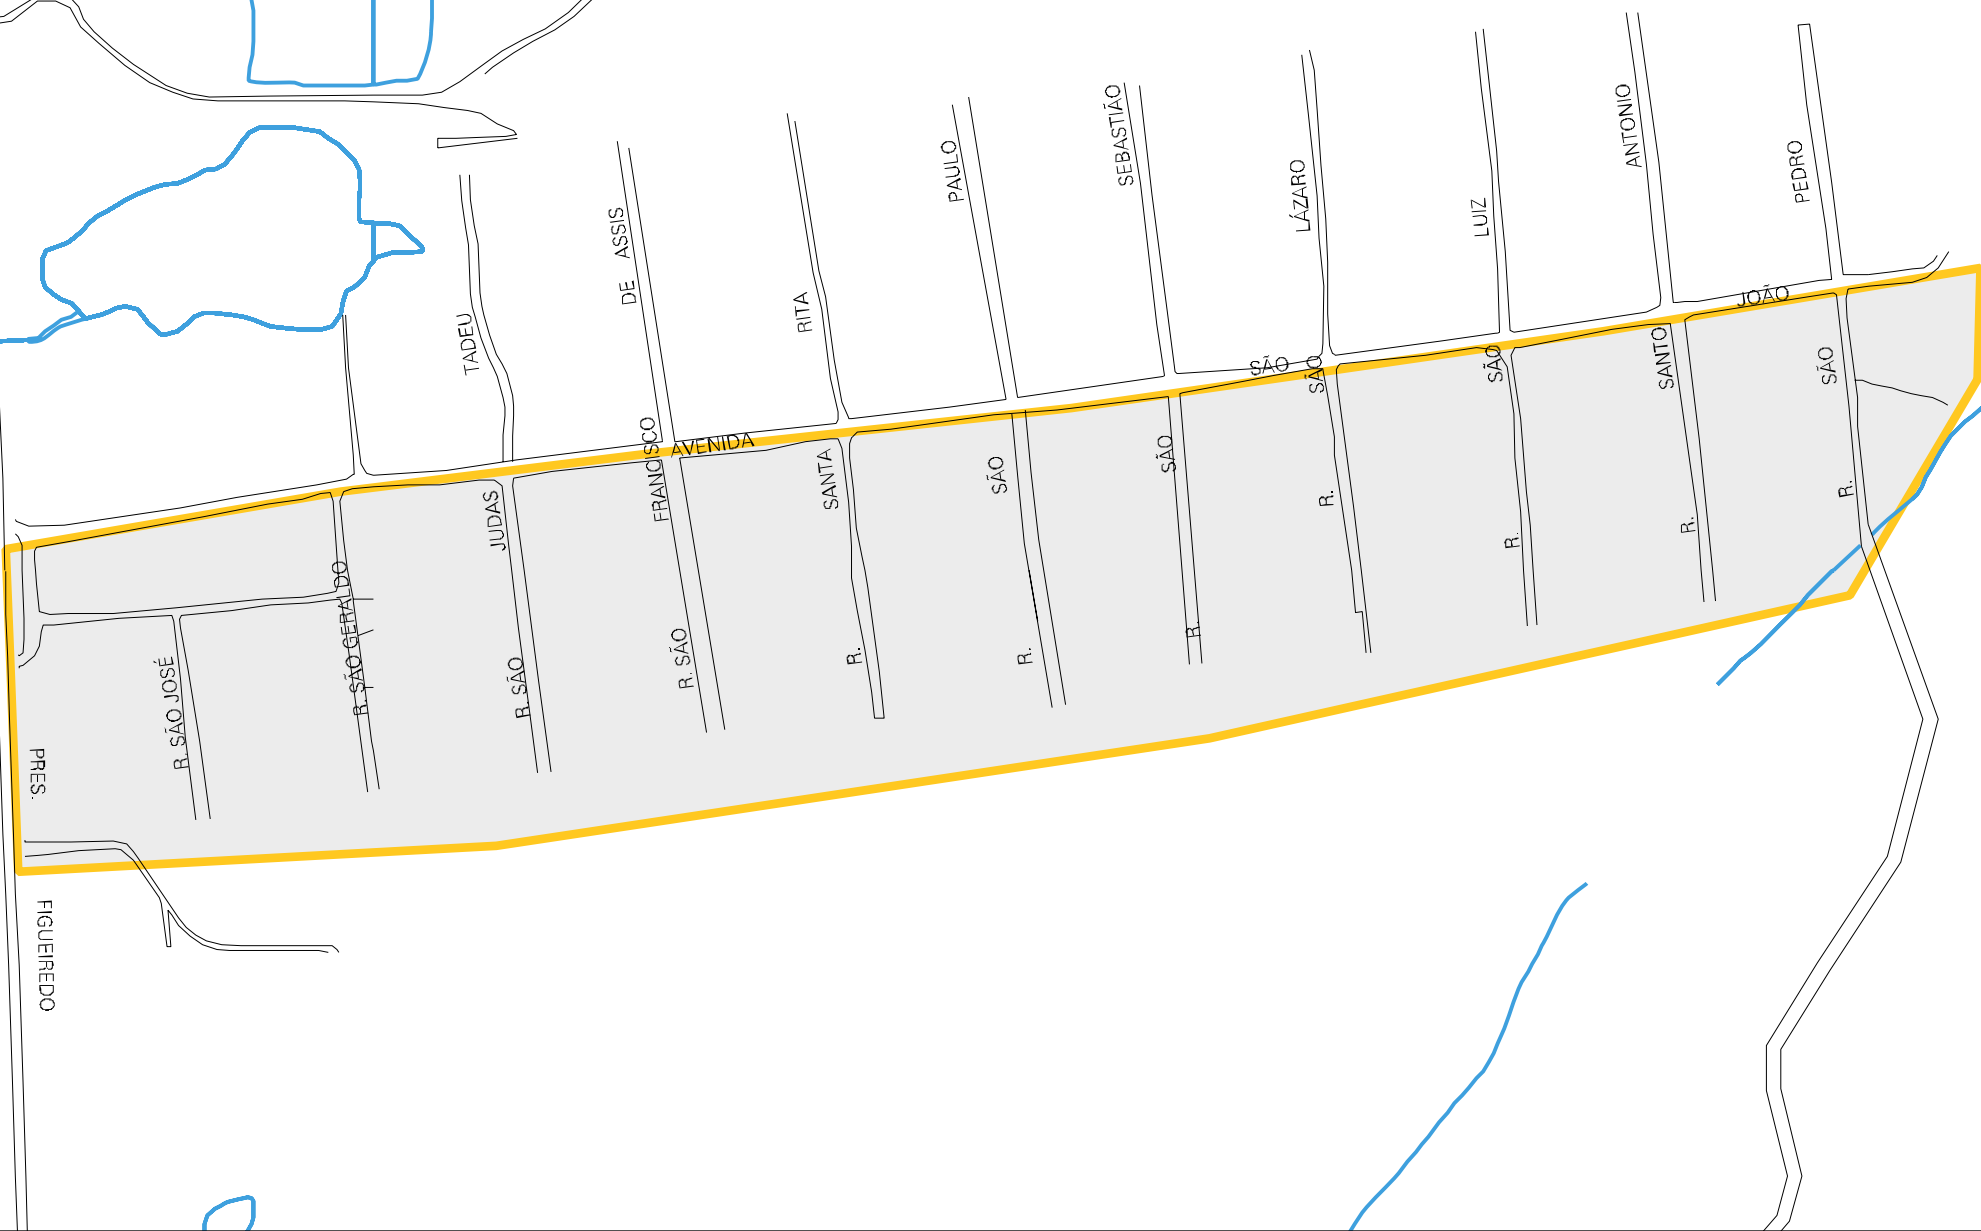 AVENIDA SÃO JOÃO
R. SÃO JOSÉ
R. SÃO GERALDO
R. SÃO JUDAS TADEU
R. SÃO FRANCISCO DE ASSIS
R. SANTA RITA
R. SÃO PAULO
R. SÃO SEBASTIÃO
R. SÃO LÁZARO
R. SÃO LUIZ
R. SANTO ANTONIO
R. SÃO PEDRO
PRES. FIGUEIREDO